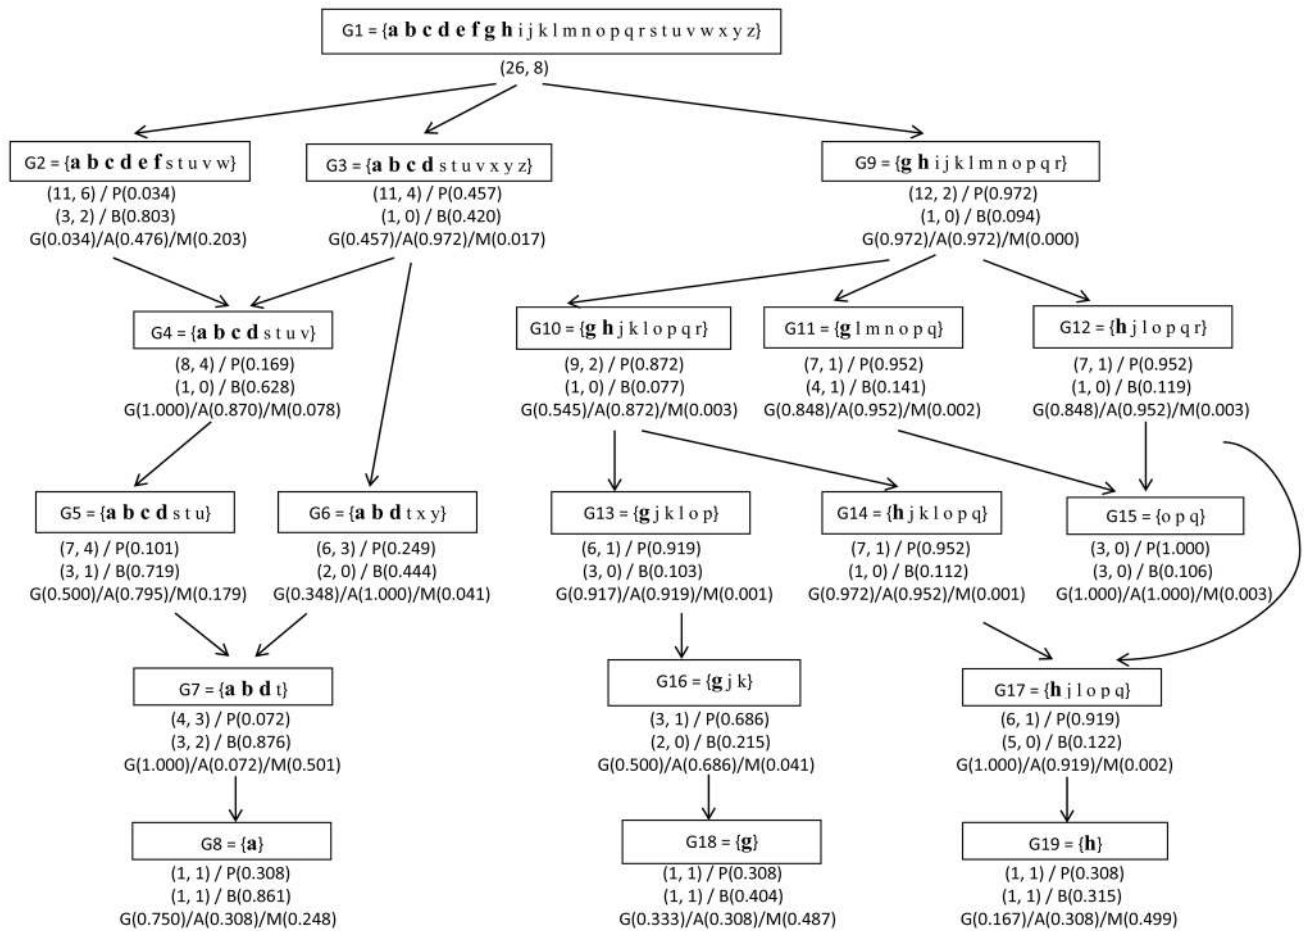 G1 = {a b c d e f g h i j k l m n o p q r s t u v w x y z}
(26, 8)
G2 = {a b c d e f s t u v w}
(11, 6) / P(0.034)
(3, 2) / B(0.803)
G(0.034)/A(0.476)/M(0.203)
G3 = {a b c d s t u v x y z}
(11, 4) / P(0.457)
(1, 0) / B(0.420)
G(0.457)/A(0.972)/M(0.017)
G9 = {g h i j k l m n o p q r}
(12, 2) / P(0.972)
(1, 0) / B(0.094)
G(0.972)/A(0.972)/M(0.000)
G4 = {a b c d s t u v}
(8, 4) / P(0.169)
(1, 0) / B(0.628)
G(1.000)/A(0.870)/M(0.078)
G10 = {g h j k l o p q r}
(9, 2) / P(0.872)
(1, 0) / B(0.077)
G(0.545)/A(0.872)/M(0.003)
G11 = {g l m n o p q}
(7, 1) / P(0.952)
(4, 1) / B(0.141)
G(0.848)/A(0.952)/M(0.002)
G12 = {h j l o p q r}
(7, 1) / P(0.952)
(1, 0) / B(0.119)
G(0.848)/A(0.952)/M(0.003)
G5 = {a b c d s t u}
(7, 4) / P(0.101)
(3, 1) / B(0.719)
G(0.500)/A(0.795)/M(0.179)
G6 = {a b d t x y}
(6, 3) / P(0.249)
(2, 0) / B(0.444)
G(0.348)/A(1.000)/M(0.041)
G13 = {g j k l o p}
(6, 1) / P(0.919)
(3, 0) / B(0.103)
G(0.917)/A(0.919)/M(0.001)
G14 = {h j k l o p q}
(7, 1) / P(0.952)
(1, 0) / B(0.112)
G(0.972)/A(0.952)/M(0.001)
G15 = {o p q}
(3, 0) / P(1.000)
(3, 0) / B(0.106)
G(1.000)/A(1.000)/M(0.003)
G7 = {a b d t}
(4, 3) / P(0.072)
(3, 2) / B(0.876)
G(1.000)/A(0.072)/M(0.501)
G16 = {g j k}
(3, 1) / P(0.686)
(2, 0) / B(0.215)
G(0.500)/A(0.686)/M(0.041)
G17 = {h j l o p q}
(6, 1) / P(0.919)
(5, 0) / B(0.122)
G(1.000)/A(0.919)/M(0.002)
G8 = {a}
(1, 1) / P(0.308)
(1, 1) / B(0.861)
G(0.750)/A(0.308)/M(0.248)
G18 = {g}
(1, 1) / P(0.308)
(1, 1) / B(0.404)
G(0.333)/A(0.308)/M(0.487)
G19 = {h}
(1, 1) / P(0.308)
(1, 1) / B(0.315)
G(0.167)/A(0.308)/M(0.499)